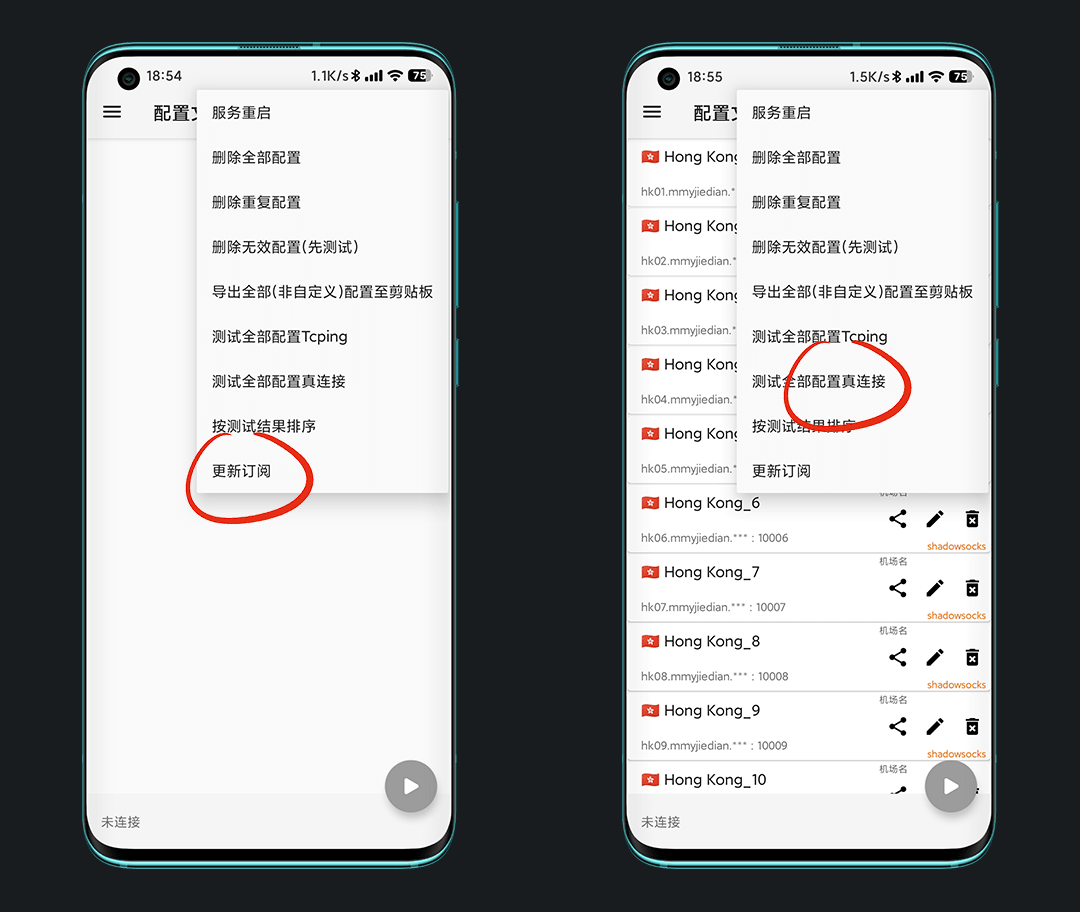 18:54
1.1K/s
75
配置文
服务重启
删除全部配置
删除重复配置
删除无效配置(先测试)
导出全部(非自定义)配置至剪贴板
测试全部配置Tcping
测试全部配置真连接
按测试结果排序
更新订阅
未连接
18:55
1.5K/s
75
配置文
服务重启
删除全部配置
删除重复配置
删除无效配置(先测试)
导出全部(非自定义)配置至剪贴板
测试全部配置Tcping
测试全部配置真连接
按测试结果排序
更新订阅
Hong Kong
hk01.mmyjiedian.*
Hong Kong
hk02.mmyjiedian.*
Hong Kong
hk03.mmyjiedian.*
Hong Kong
hk04.mmyjiedian.*
Hong Kong
hk05.mmyjiedian.*
机场名
Hong Kong_6
hk06.mmyjiedian.*** : 10006
shadowsocks
机场名
Hong Kong_7
hk07.mmyjiedian.*** : 10007
shadowsocks
机场名
Hong Kong_8
hk08.mmyjiedian.*** : 10008
shadowsocks
机场名
Hong Kong_9
hk09.mmyjiedian.*** : 10009
shadowsocks
机场名
Hong Kong_10
未连接